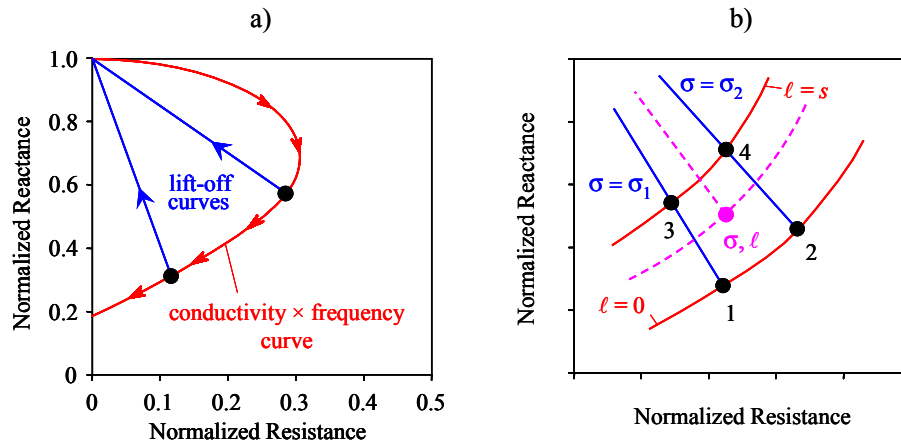 a)
1.0
0.8
0.6
0.4
0.2
0
Normalized Reactance
lift-off
curves
conductivity × frequency
curve
0 0.1 0.2 0.3 0.4 0.5
Normalized Resistance
b)
σ = σ₂
ℓ = s
4
σ = σ₁
3
σ, ℓ
2
ℓ = 0
1
Normalized Reactance
Normalized Resistance